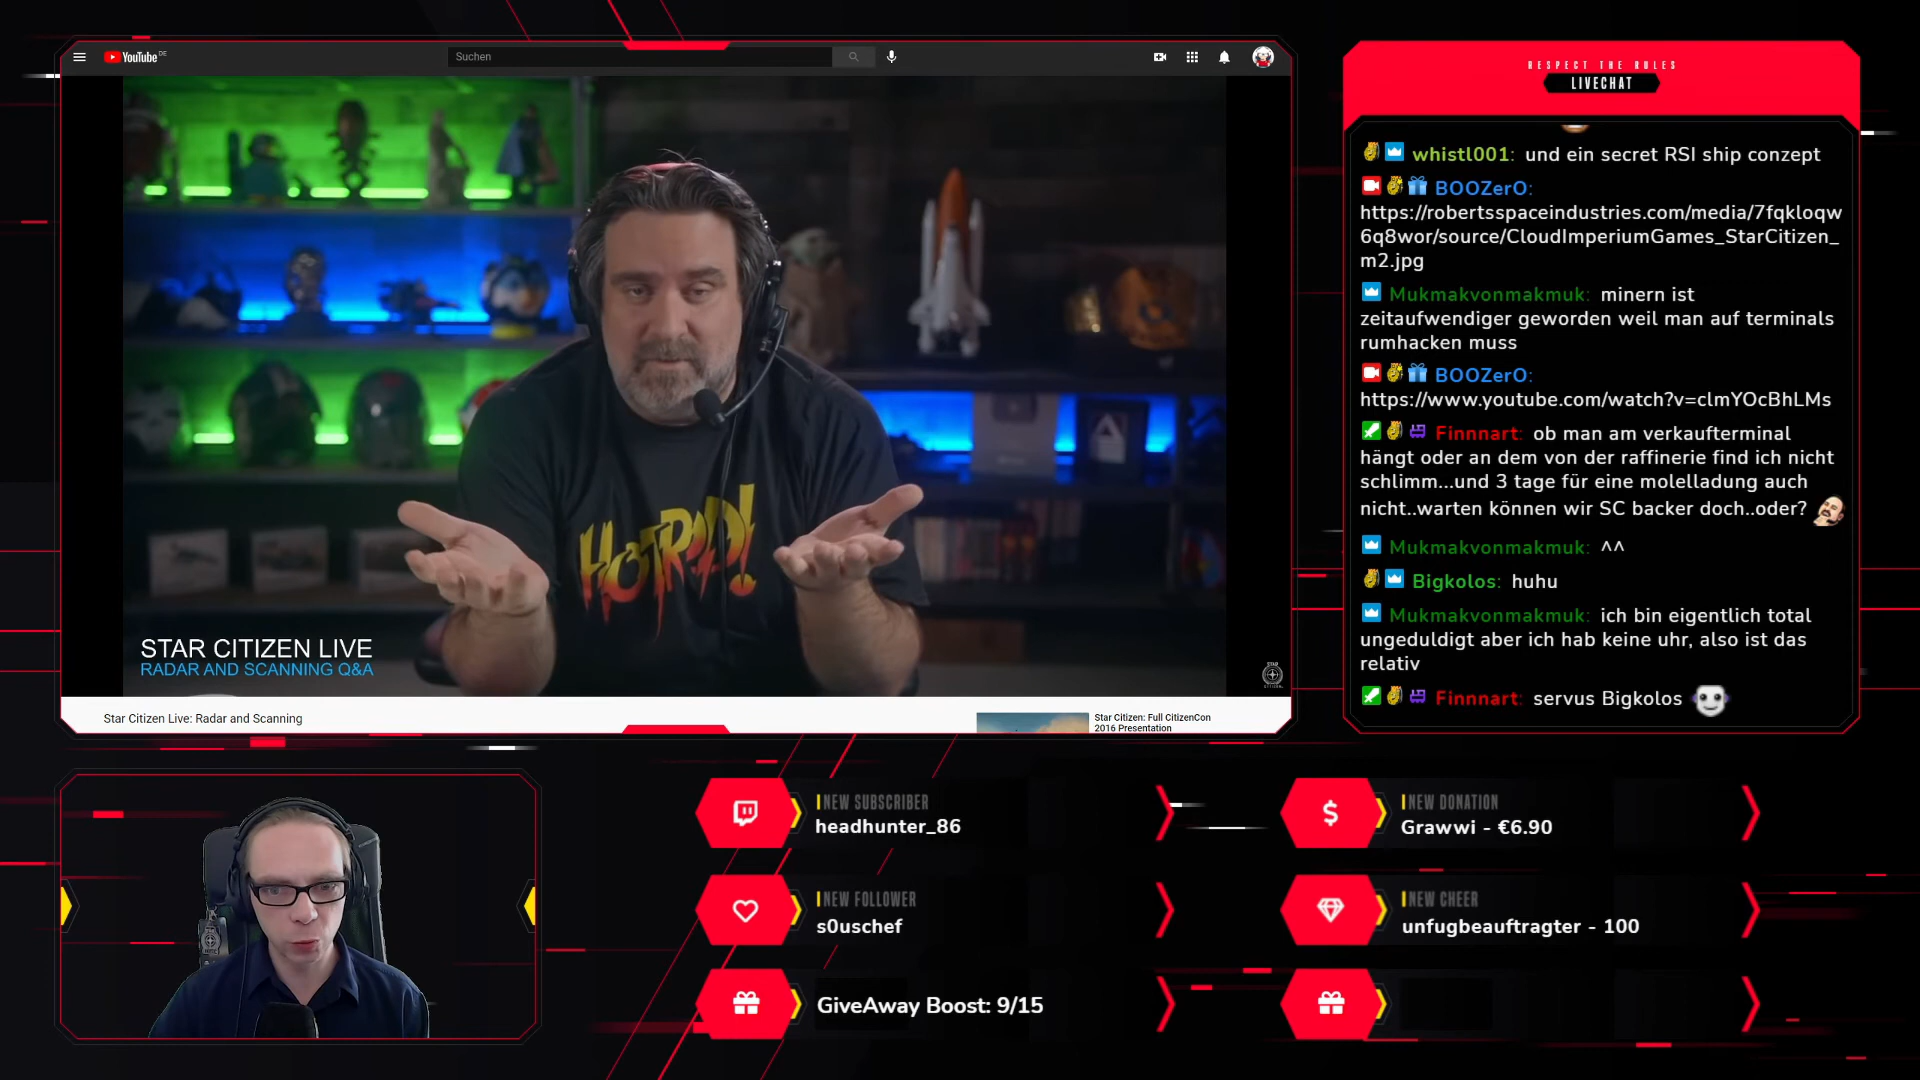 YouTube DE
Suchen
HOTROD!
STAR CITIZEN LIVE
RADAR AND SCANNING Q&A
Star Citizen Live: Radar and Scanning
Star Citizen: Full CitizenCon
2016 Presentation
RESPECT THE RULES
LIVECHAT
whistl001: und ein secret RSI ship conzept
BOOZerO:
https://robertsspaceindustries.com/media/7fqkloqw
6q8wor/source/CloudImperiumGames_StarCitizen_
m2.jpg
Mukmakvonmakmuk: minern ist
zeitaufwendiger geworden weil man auf terminals
rumhacken muss
BOOZerO:
https://www.youtube.com/watch?v=clmYOcBhLMs
Finnnart: ob man am verkaufterminal
hängt oder an dem von der raffinerie find ich nicht
schlimm...und 3 tage für eine molelladung auch
nicht..warten können wir SC backer doch..oder?
Mukmakvonmakmuk: ^^
Bigkolos: huhu
Mukmakvonmakmuk: ich bin eigentlich total
ungeduldigt aber ich hab keine uhr, also ist das
relativ
Finnnart: servus Bigkolos
NEW SUBSCRIBER
headhunter_86
NEW DONATION
Grawwi - €6.90
NEW FOLLOWER
s0uschef
NEW CHEER
unfugbeauftragter - 100
GiveAway Boost: 9/15